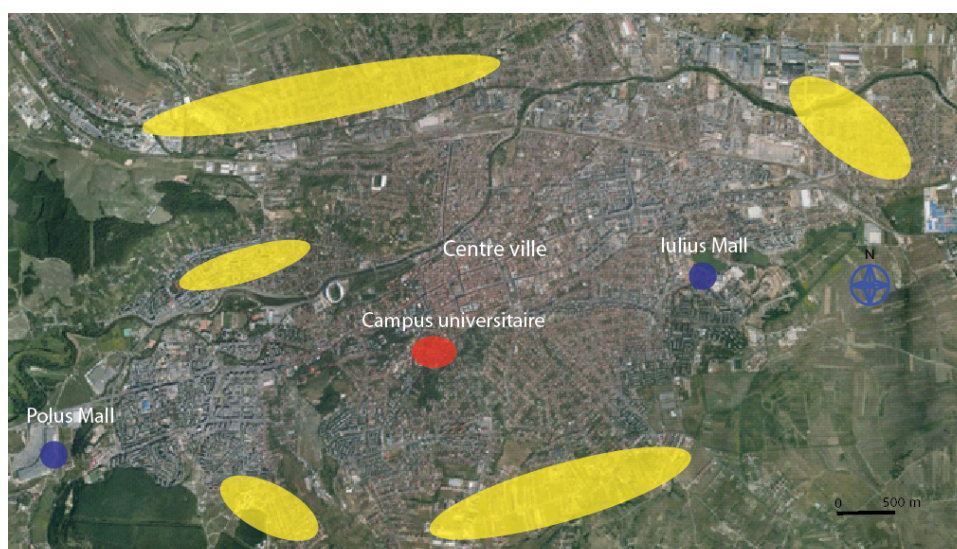 Centre ville
Iulius Mall
N
Campus universitaire
Polus Mall
0 500 m